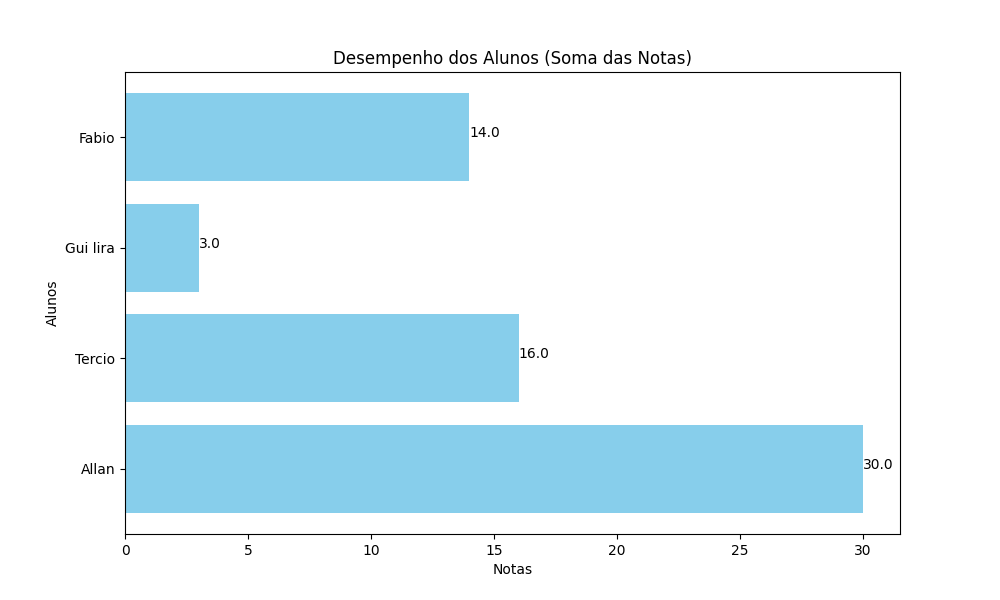 Desempenho dos Alunos (Soma das Notas)
Fabio
14.0
Gui lira
3.0
Alunos
Tercio
16.0
Allan
30.0
0 5 10 15 20 25 30
Notas